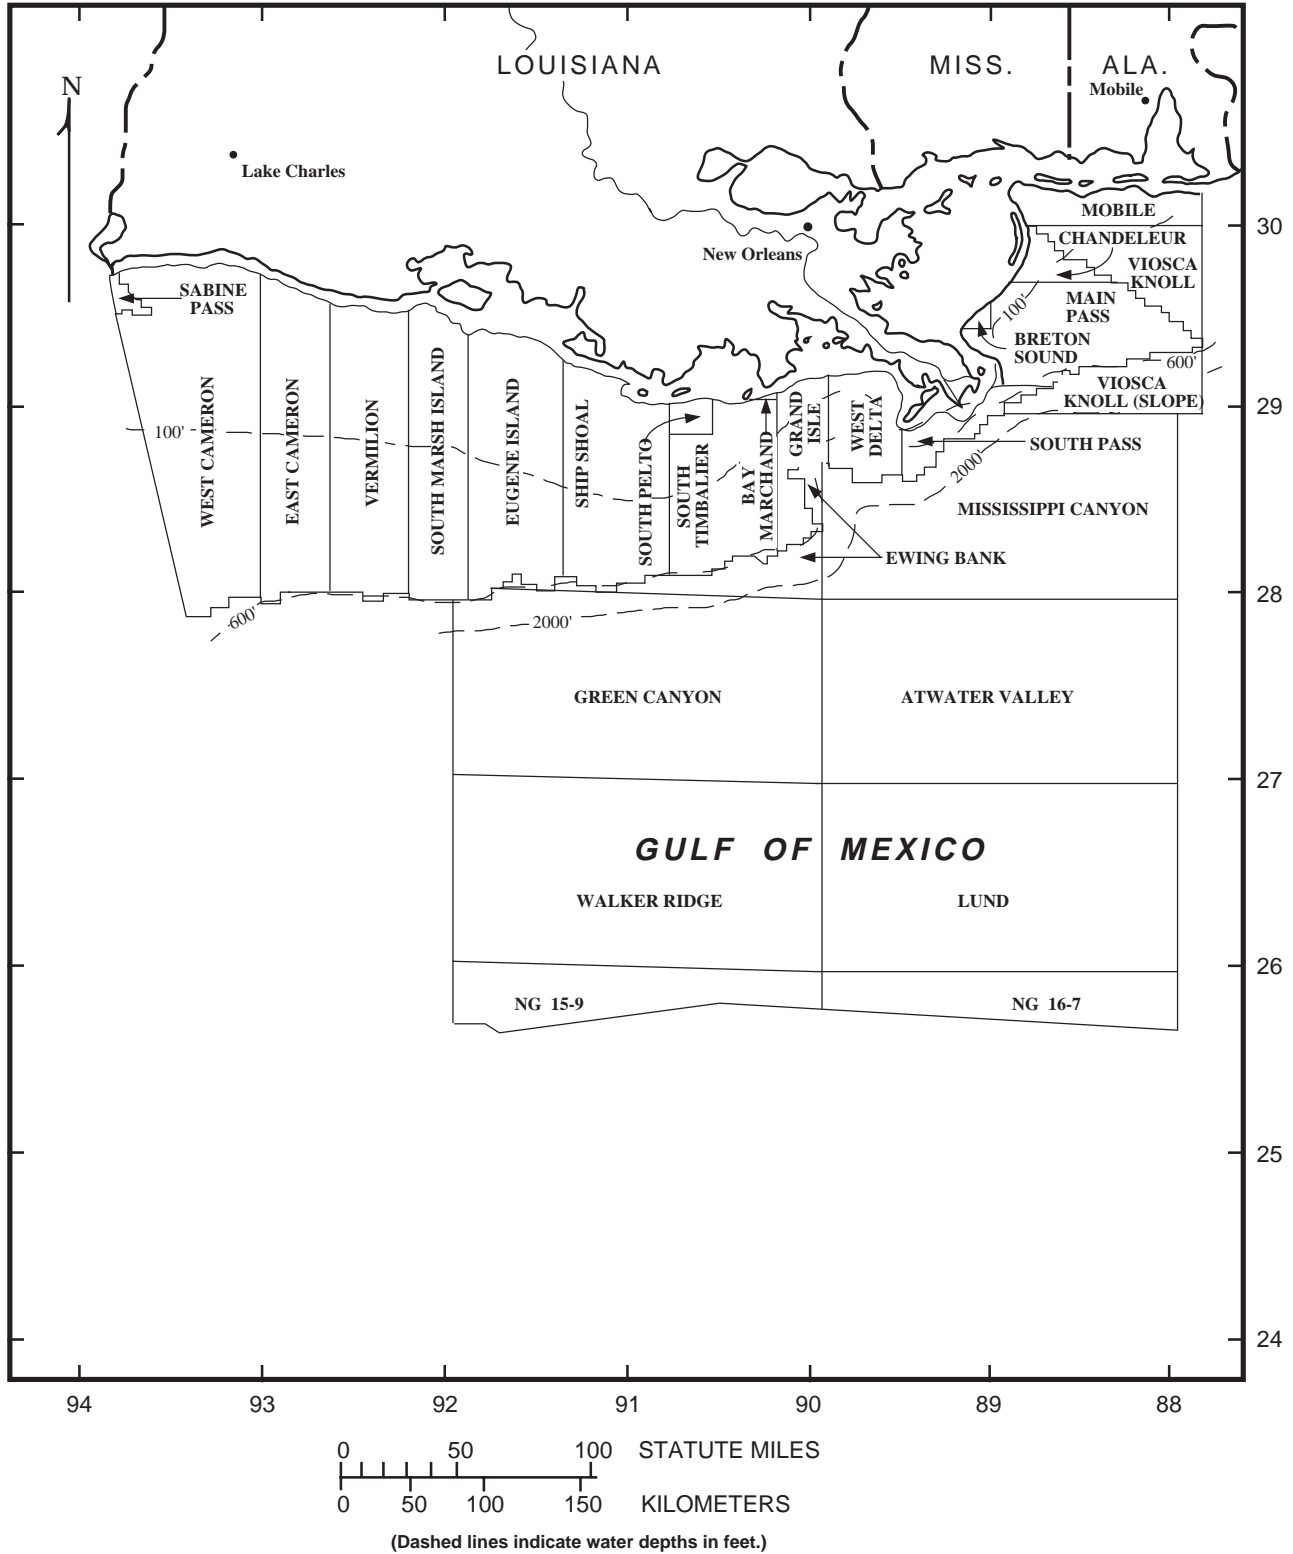 LOUISIANA
MISS.
ALA.
N
Mobile
Lake Charles
New Orleans
MOBILE
30
CHANDELEUR
VIOSCA
KNOLL
SABINE
PASS
MAIN
PASS
100'
BRETON
SOUND
600'
VIOSCA
KNOLL (SLOPE)
29
100'
WEST CAMERON
EAST CAMERON
VERMILION
SOUTH MARSH ISLAND
EUGENE ISLAND
SHIP SHOAL
SOUTH PELTO
SOUTH
TIMBALIER
BAY
MARCHAND
GRAND
ISLE
WEST
DELTA
SOUTH PASS
2000'
MISSISSIPPI CANYON
EWING BANK
28
600'
2000'
GREEN CANYON
ATWATER VALLEY
27
GULF OF MEXICO
WALKER RIDGE
LUND
26
NG 15-9
NG 16-7
25
24
94 93 92 91 90 89 88
0 50 100 STATUTE MILES
0 50 100 150 KILOMETERS
(Dashed lines indicate water depths in feet.)